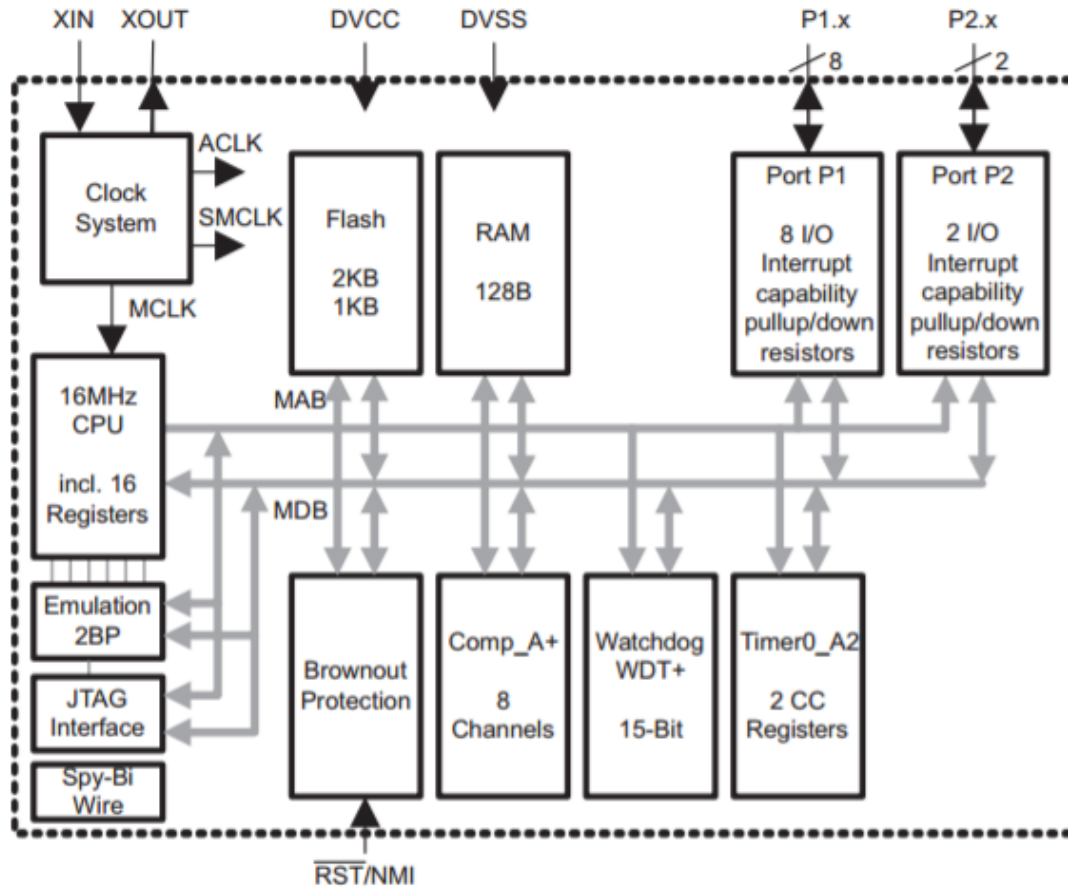 XIN XOUT DVCC DVSS P1.x P2.x
8 2
Clock
System
ACLK
SMCLK
MCLK
Flash
2KB
1KB
RAM
128B
Port P1
8 I/O
Interrupt
capability
pullup/down
resistors
Port P2
2 I/O
Interrupt
capability
pullup/down
resistors
16MHz
CPU
incl. 16
Registers
MAB
MDB
Emulation
2BP
JTAG
Interface
Spy-Bi
Wire
Brownout
Protection
Comp_A+
8
Channels
Watchdog
WDT+
15-Bit
Timer0_A2
2 CC
Registers
RST/NMI